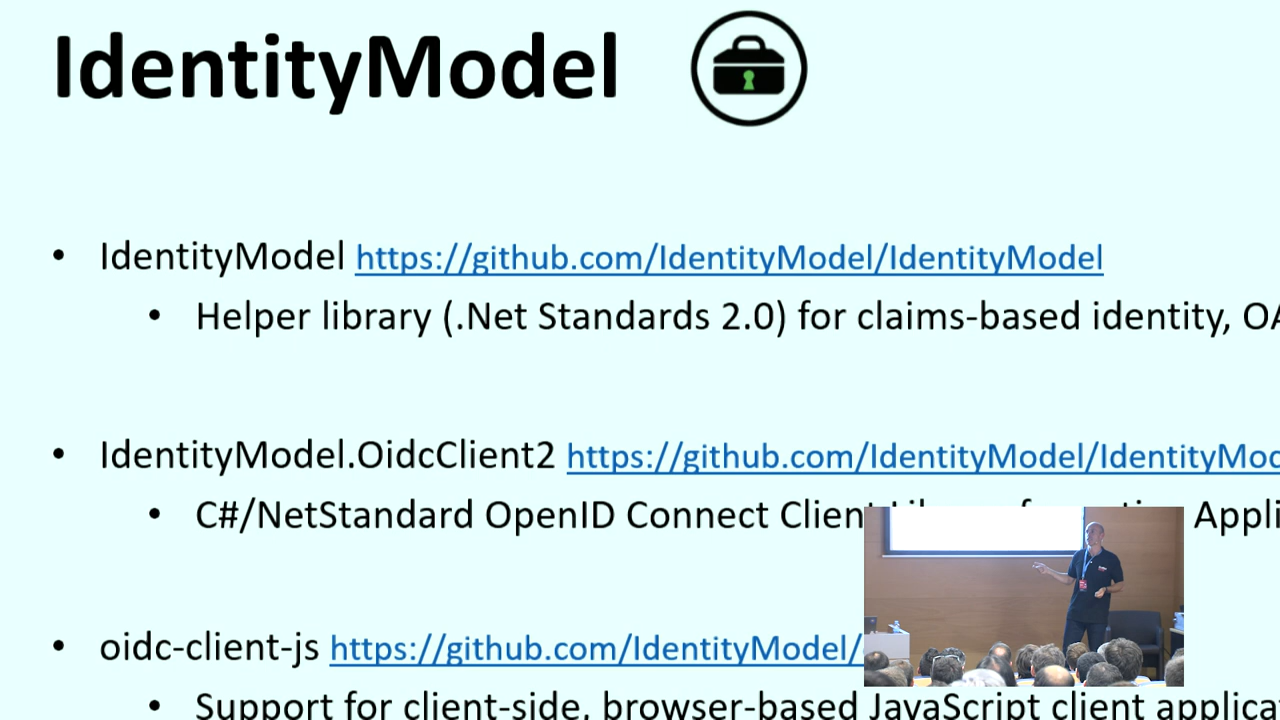 IdentityModel
• IdentityModel https://github.com/IdentityModel/IdentityModel
• Helper library (.Net Standards 2.0) for claims-based identity, OA
• IdentityModel.OidcClient2 https://github.com/IdentityModel/IdentityMod
• C#/NetStandard OpenID Connect Client Appli
• oidc-client-js https://github.com/IdentityModel/
• Support for client-side, browser-based JavaScript client applica